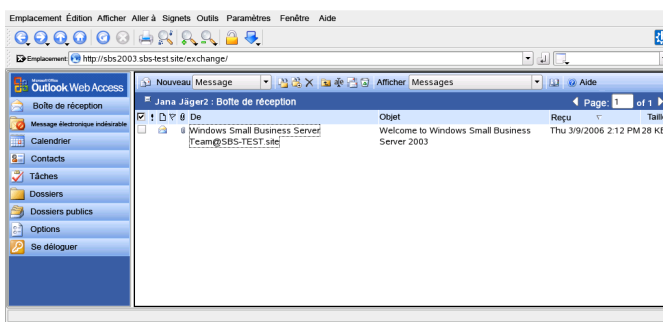 Emplacement Édition Afficher Aller à Signets Outils Paramètres Fenêtre Aide
Emplacement: http://sbs2003.sbs-test.site/exchange/
Microsoft Office
Outlook Web Access
Nouveau Message Afficher Messages Aide
Jana Jäger2 : Boîte de réception Page: 1 of 1
De Objet Reçu Taille
Windows Small Business Server Welcome to Windows Small Business Thu 3/9/2006 2:12 PM 28 KB
Team@SBS-TEST.site Server 2003
Boîte de réception
Message électronique indésirable
Calendrier
Contacts
Tâches
Dossiers
Dossiers publics
Options
Se déloguer